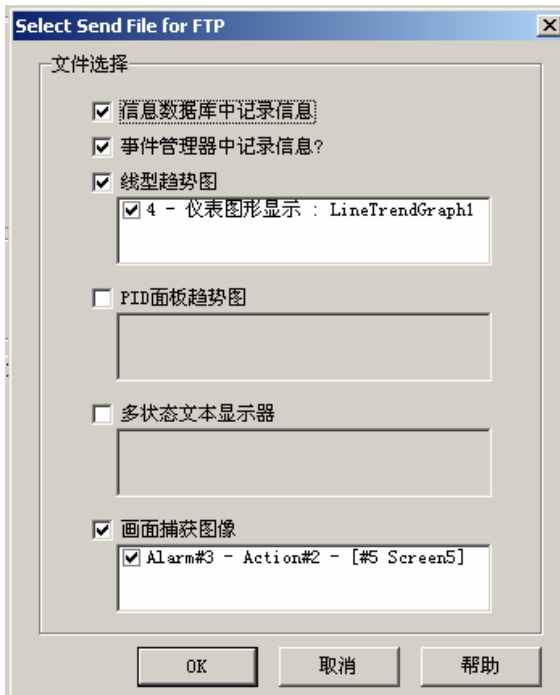 Select Send File for FTP
文件选择
信息数据库中记录信息
事件管理器中记录信息?
线型趋势图
4 - 仪表图形显示 : LineTrendGraph1
PID面板趋势图
多状态文本显示器
画面捕获图像
Alarm#3 - Action#2 - [#5 Screen5]
OK 取消 帮助